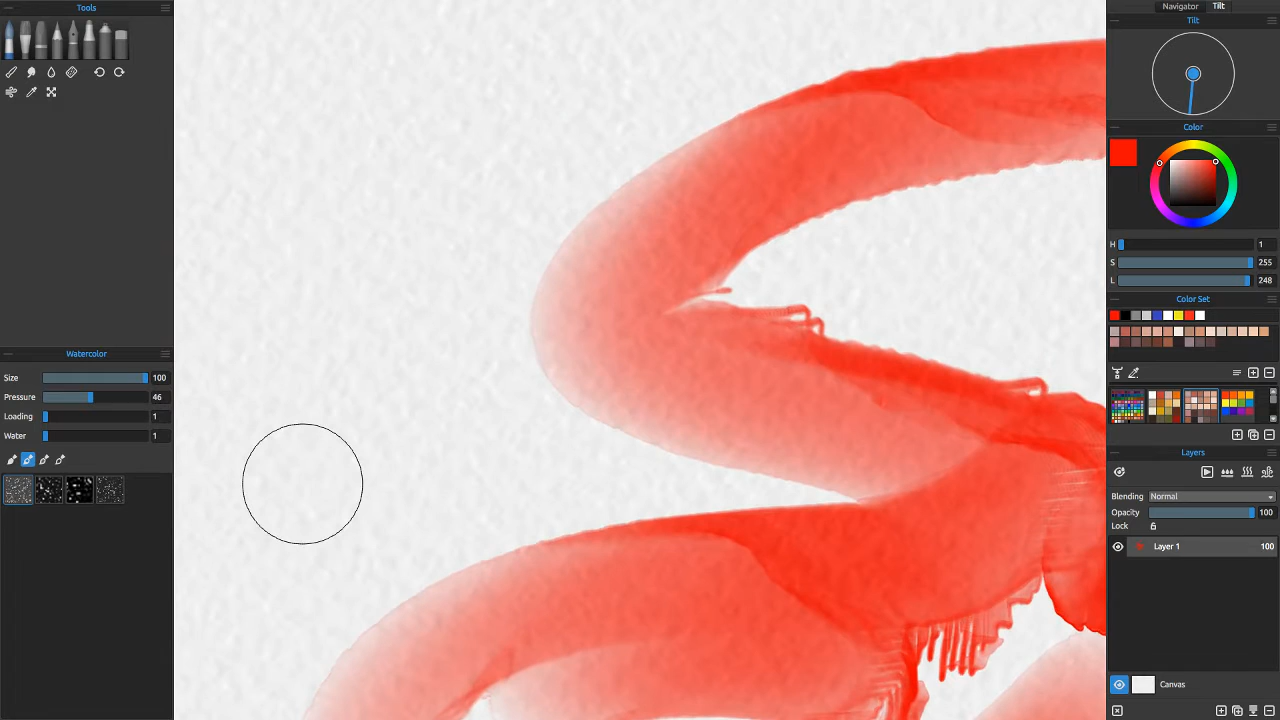 Tools
Watercolor
Size 100
Pressure 46
Loading 1
Water 1
Navigator Tilt
Tilt
Color
H 1
S 255
L 248
Color Set
Layers
Blending Normal
Opacity 100
Lock
Layer 1 100
Canvas